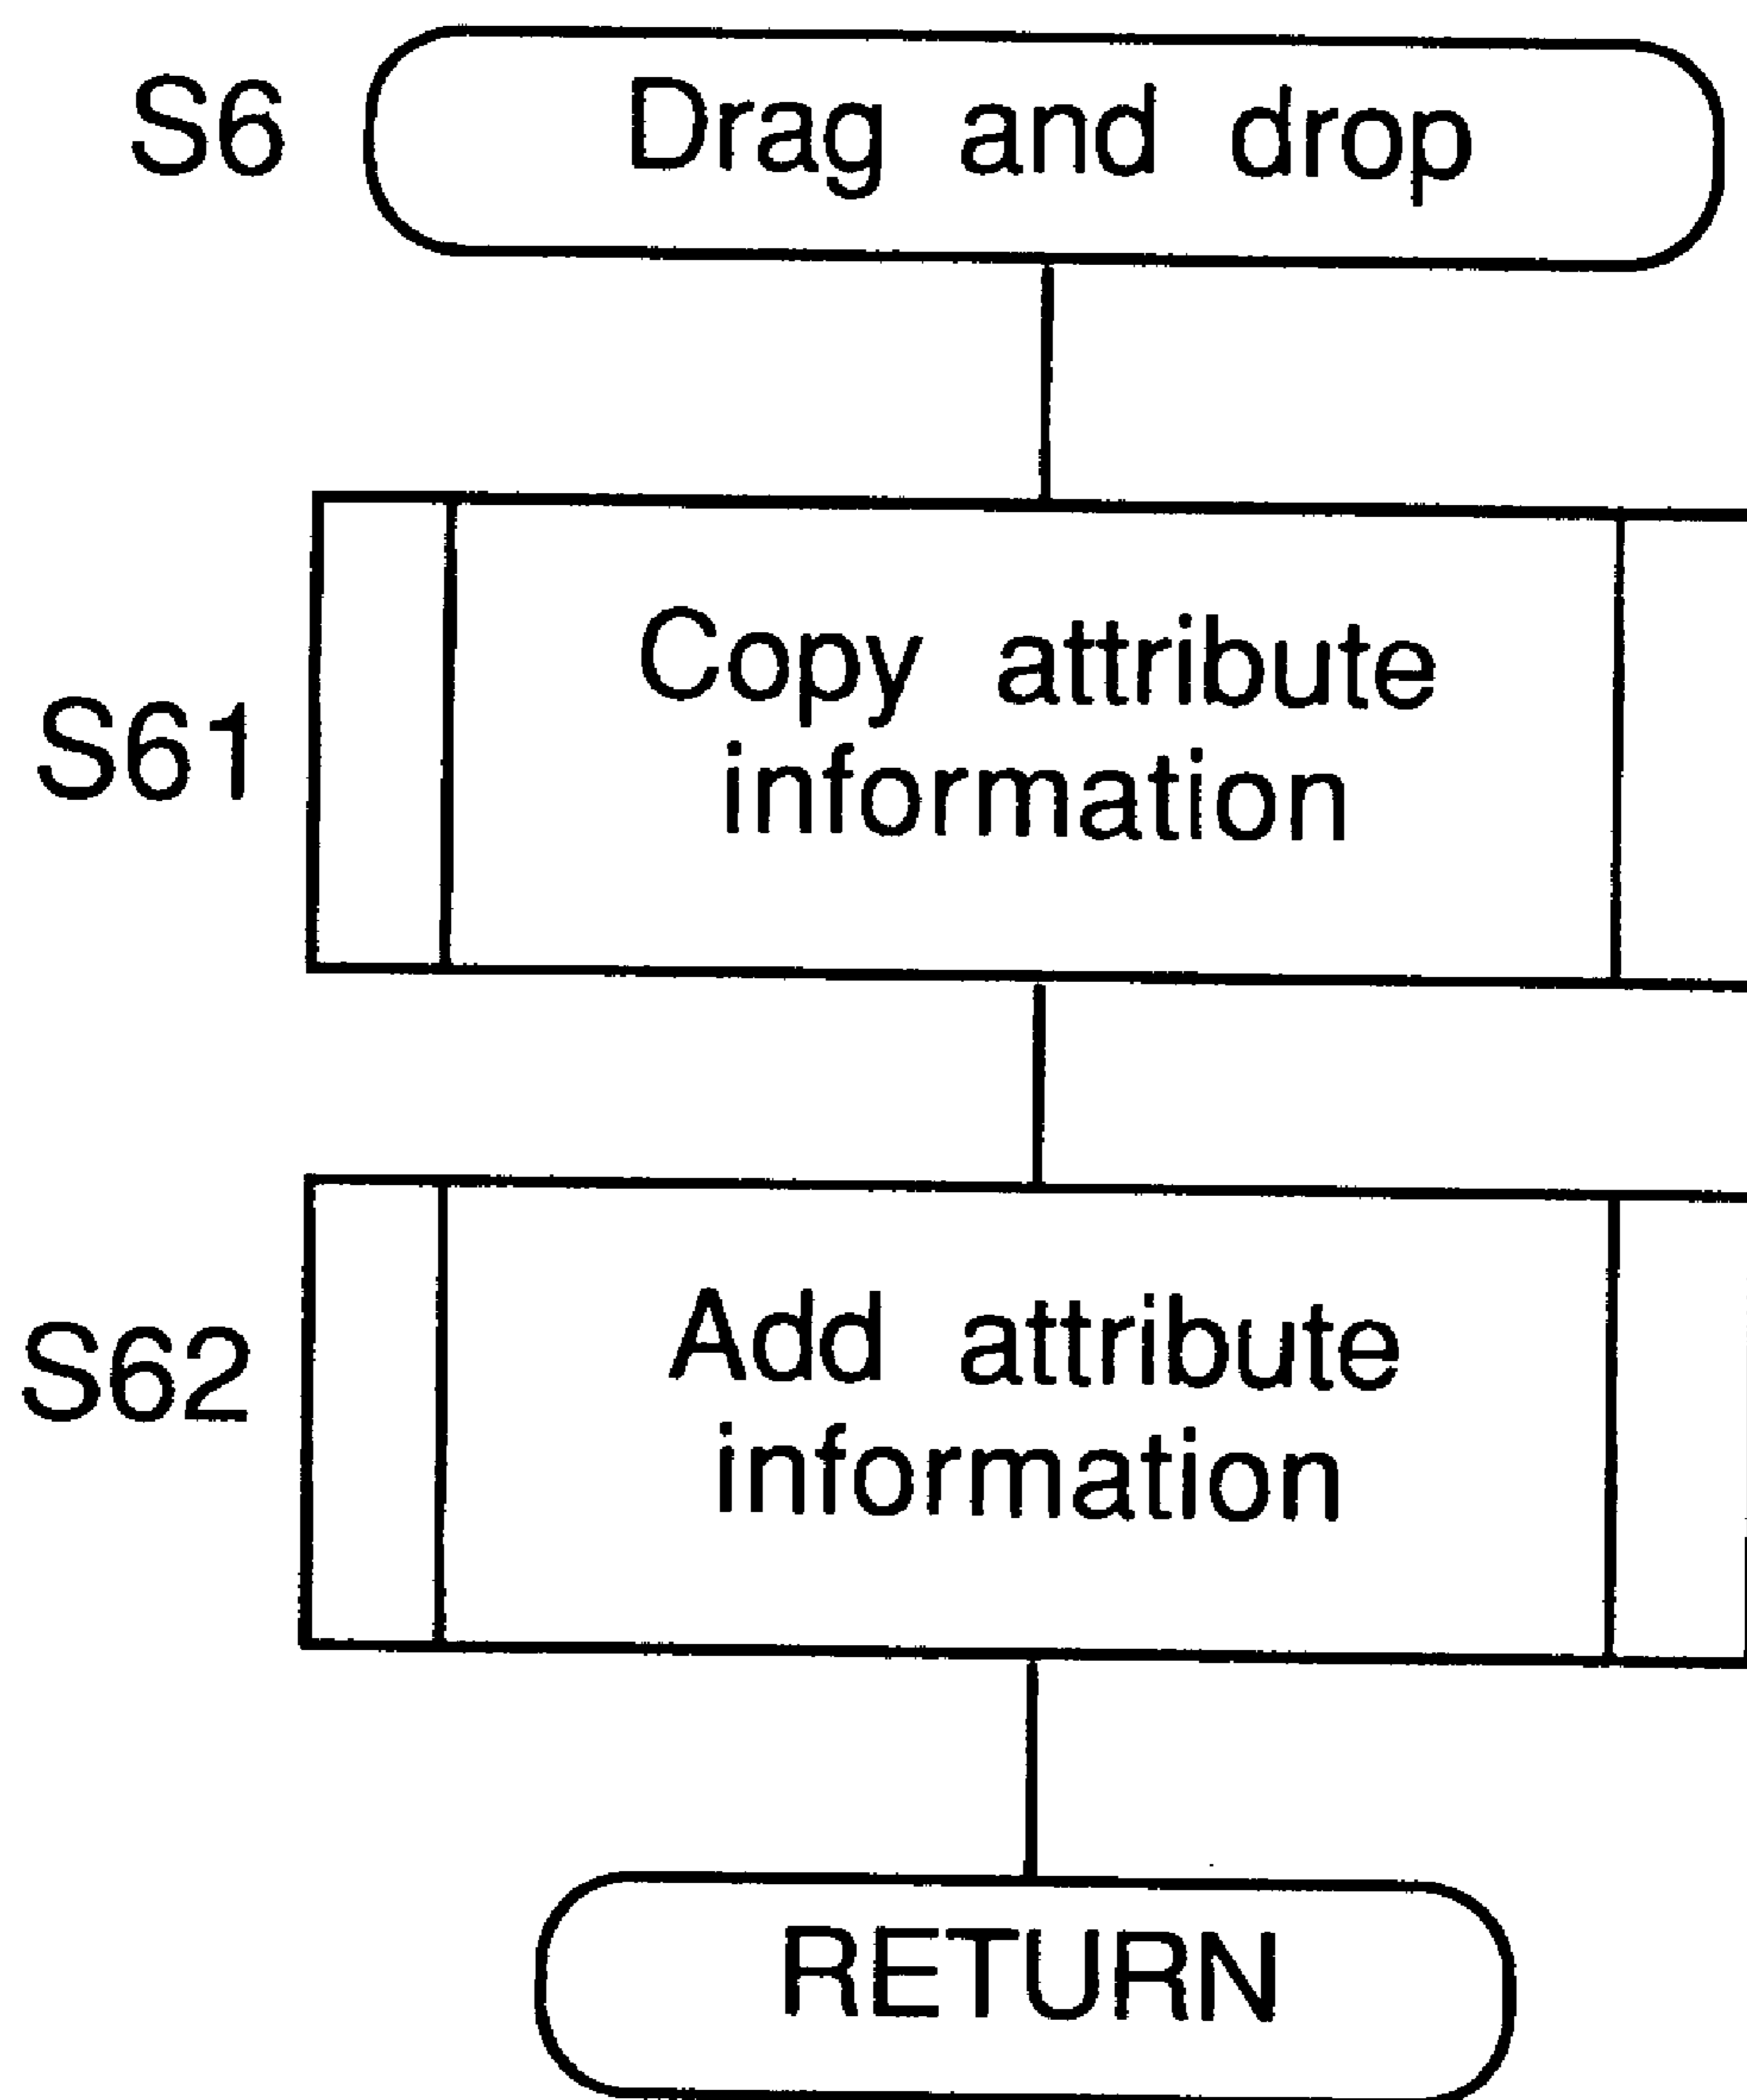 S6 Drag and drop
S61 Copy attribute
information
S62 Add attribute
information
RETURN